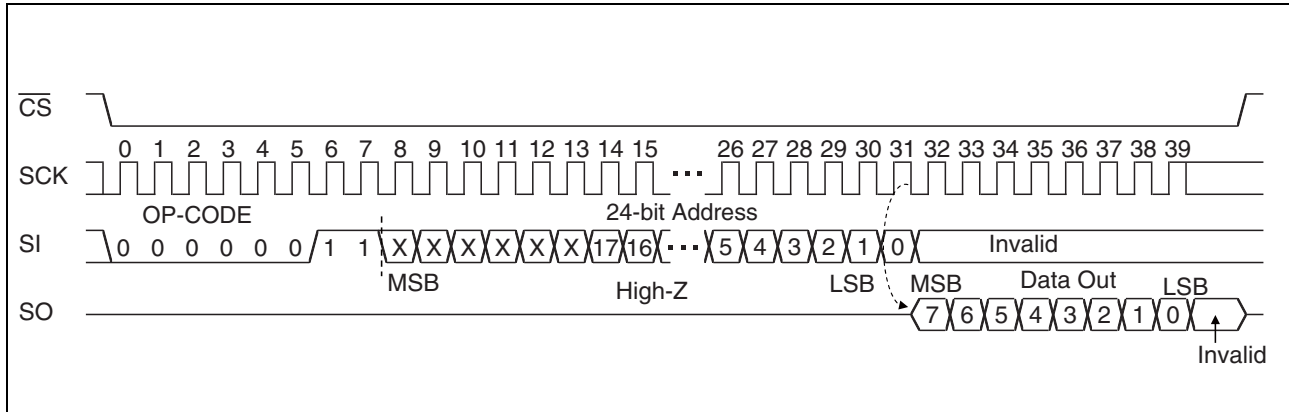 CS
0 1 2 3 4 5 6 7 8 9 10 11 12 13 14 15 26 27 28 29 30 31 32 33 34 35 36 37 38 39
SCK
OP-CODE 24-bit Address
SI 0 0 0 0 0 0 1 1 X X X X X X 17 16 5 4 3 2 1 0 Invalid
MSB High-Z LSB MSB Data Out LSB
SO 7 6 5 4 3 2 1 0
Invalid